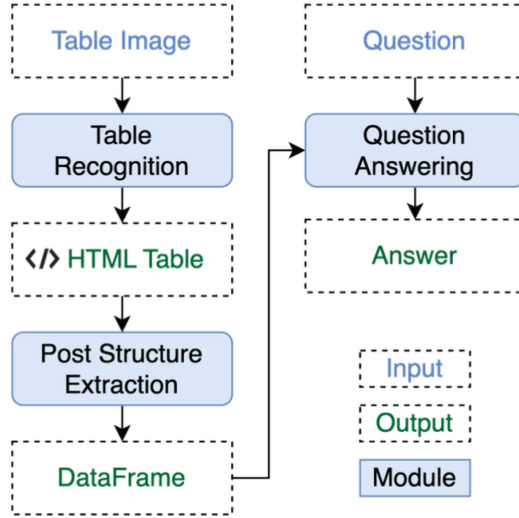 Table Image
Table
Recognition
</> HTML Table
Post Structure
Extraction
DataFrame
Question
Question
Answering
Answer
Input
Output
Module